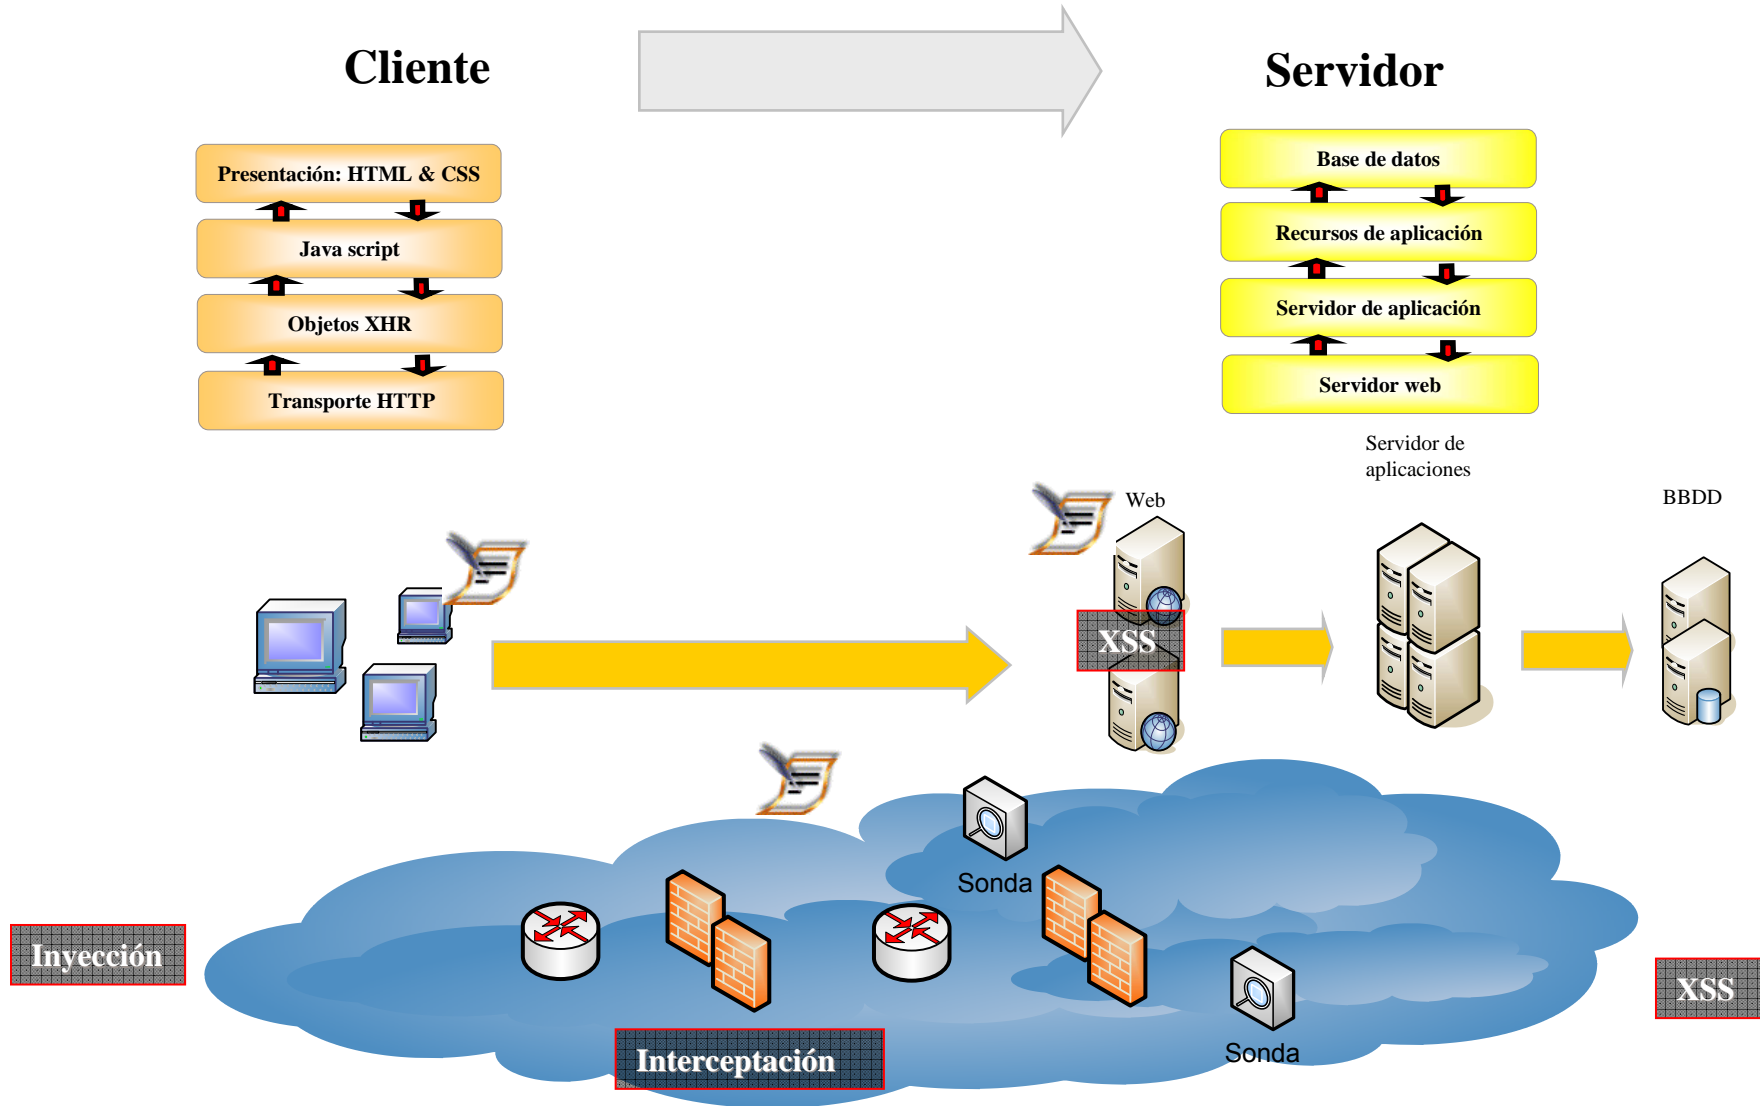 Cliente
Servidor
Presentación: HTML & CSS
Java script
Objetos XHR
Transporte HTTP
Base de datos
Recursos de aplicación
Servidor de aplicación
Servidor web
Servidor de
aplicaciones
Web
BBDD
XSS
Sonda
Inyección
XSS
Sonda
Interceptación